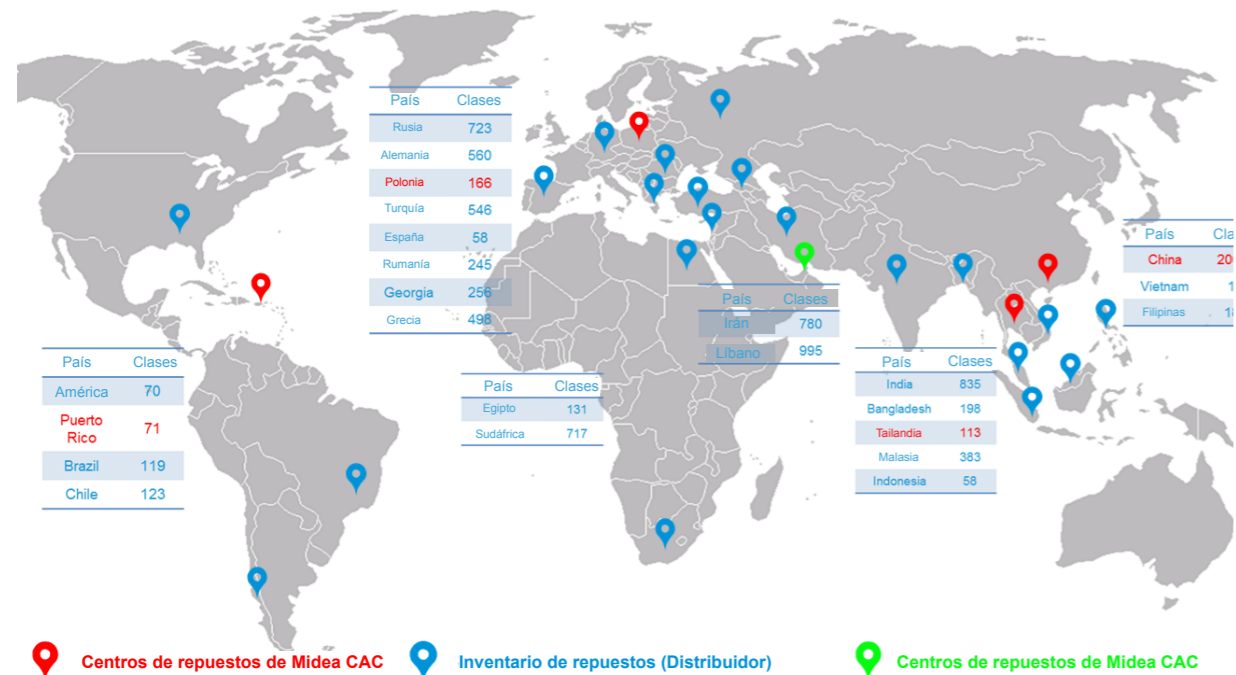 País Clases
Rusia 723
Alemania 560
Polonia 166
Turquía 546
España 58
Rumanía 245
Georgia 256
Grecia 498
País
China
Vietnam
Filipinas
País Clases
Irán 780
Líbano 995
País Clases
América 70
Puerto
Rico 71
Brazil 119
Chile 123
País Clases
Egipto 131
Sudáfrica 717
País Clases
India 835
Bangladesh 198
Tailandia 113
Malasia 383
Indonesia 58
Centros de repuestos de Midea CAC
Inventario de repuestos (Distribuidor)
Centros de repuestos de Midea CAC